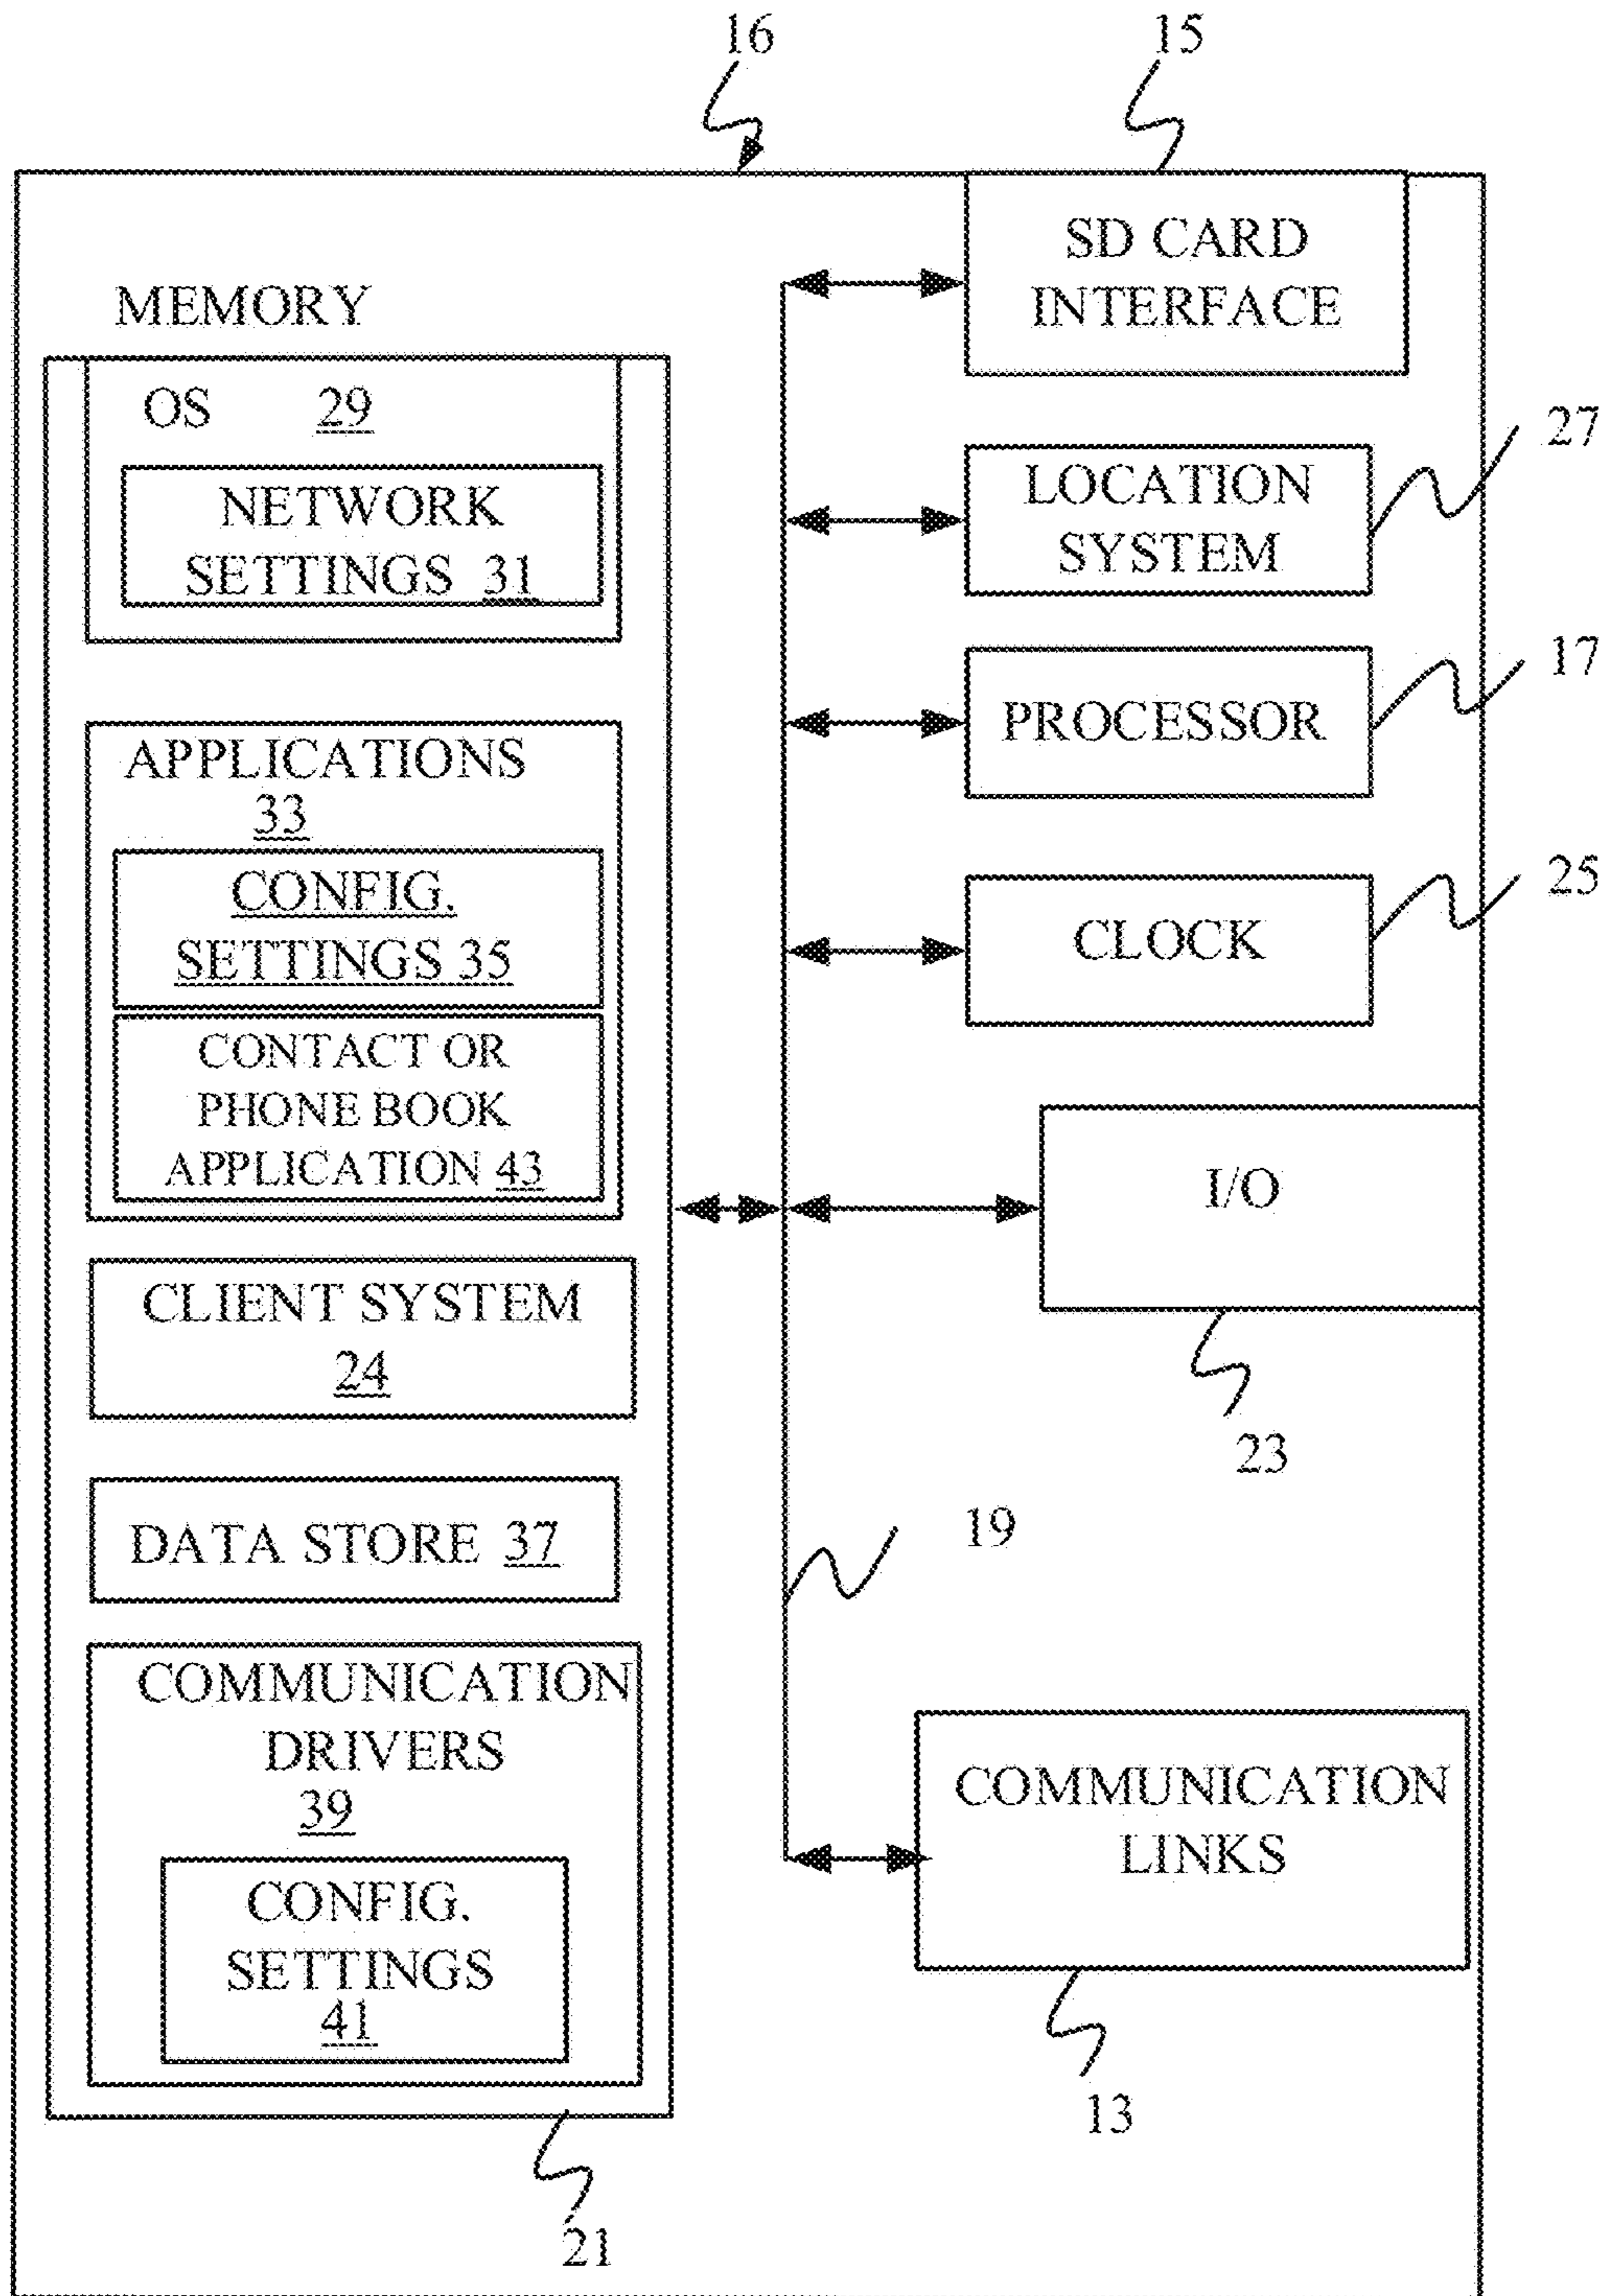 16
15
SD CARD
INTERFACE
MEMORY
OS 29
NETWORK
SETTINGS 31
27
LOCATION
SYSTEM
17
PROCESSOR
APPLICATIONS
33
CONFIG.
SETTINGS 35
25
CLOCK
CONTACT OR
PHONE BOOK
APPLICATION 43
I/O
23
CLIENT SYSTEM
24
DATA STORE 37
19
COMMUNICATION
DRIVERS
39
CONFIG.
SETTINGS
41
COMMUNICATION
LINKS
13
21